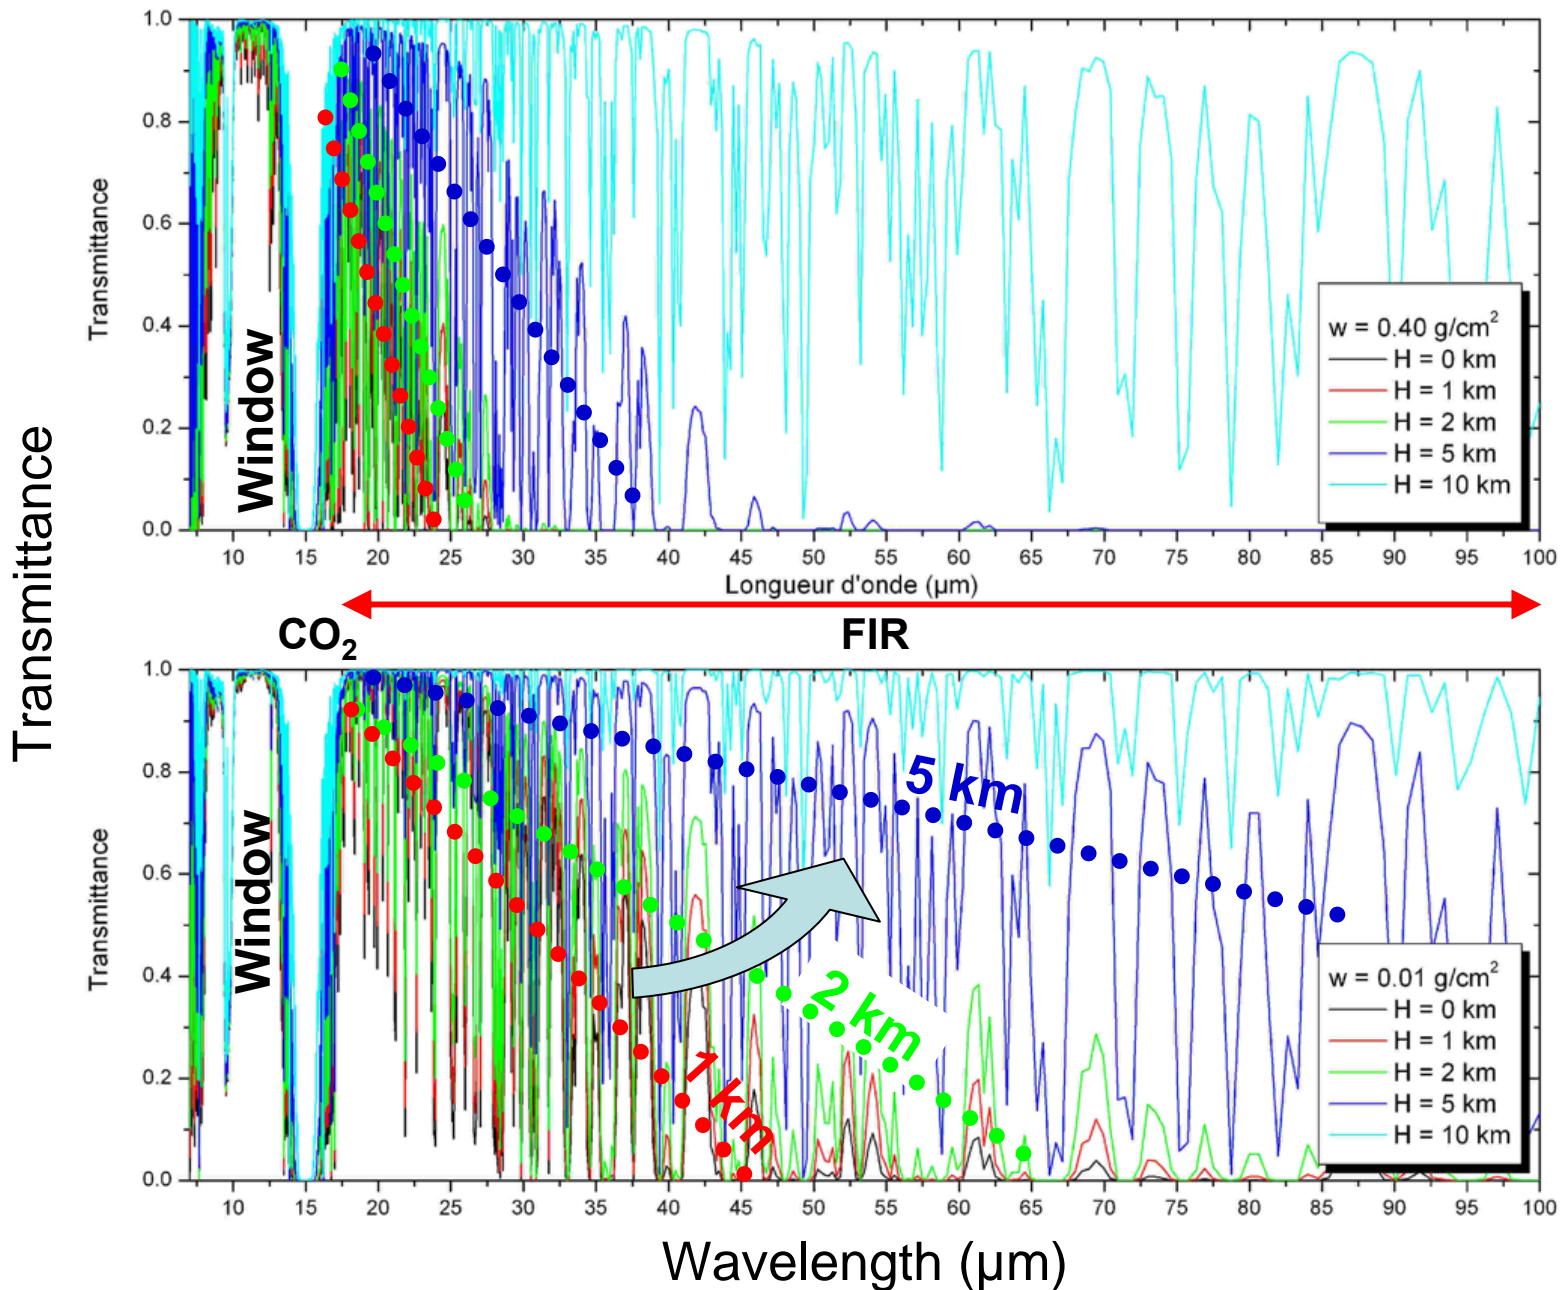 Transmittance
1.0
0.8
0.6
0.4
0.2
0.0
Transmittance
Window
w = 0.40 g/cm²
H = 0 km
H = 1 km
H = 2 km
H = 5 km
H = 10 km
10 15 20 25 30 35 40 45 50 55 60 65 70 75 80 85 90 95 100
Longueur d'onde (µm)
CO₂
FIR
1.0
0.8
0.6
0.4
0.2
0.0
Transmittance
Window
5 km
2 km
1 km
w = 0.01 g/cm²
H = 0 km
H = 1 km
H = 2 km
H = 5 km
H = 10 km
10 15 20 25 30 35 40 45 50 55 60 65 70 75 80 85 90 95 100
Wavelength (µm)